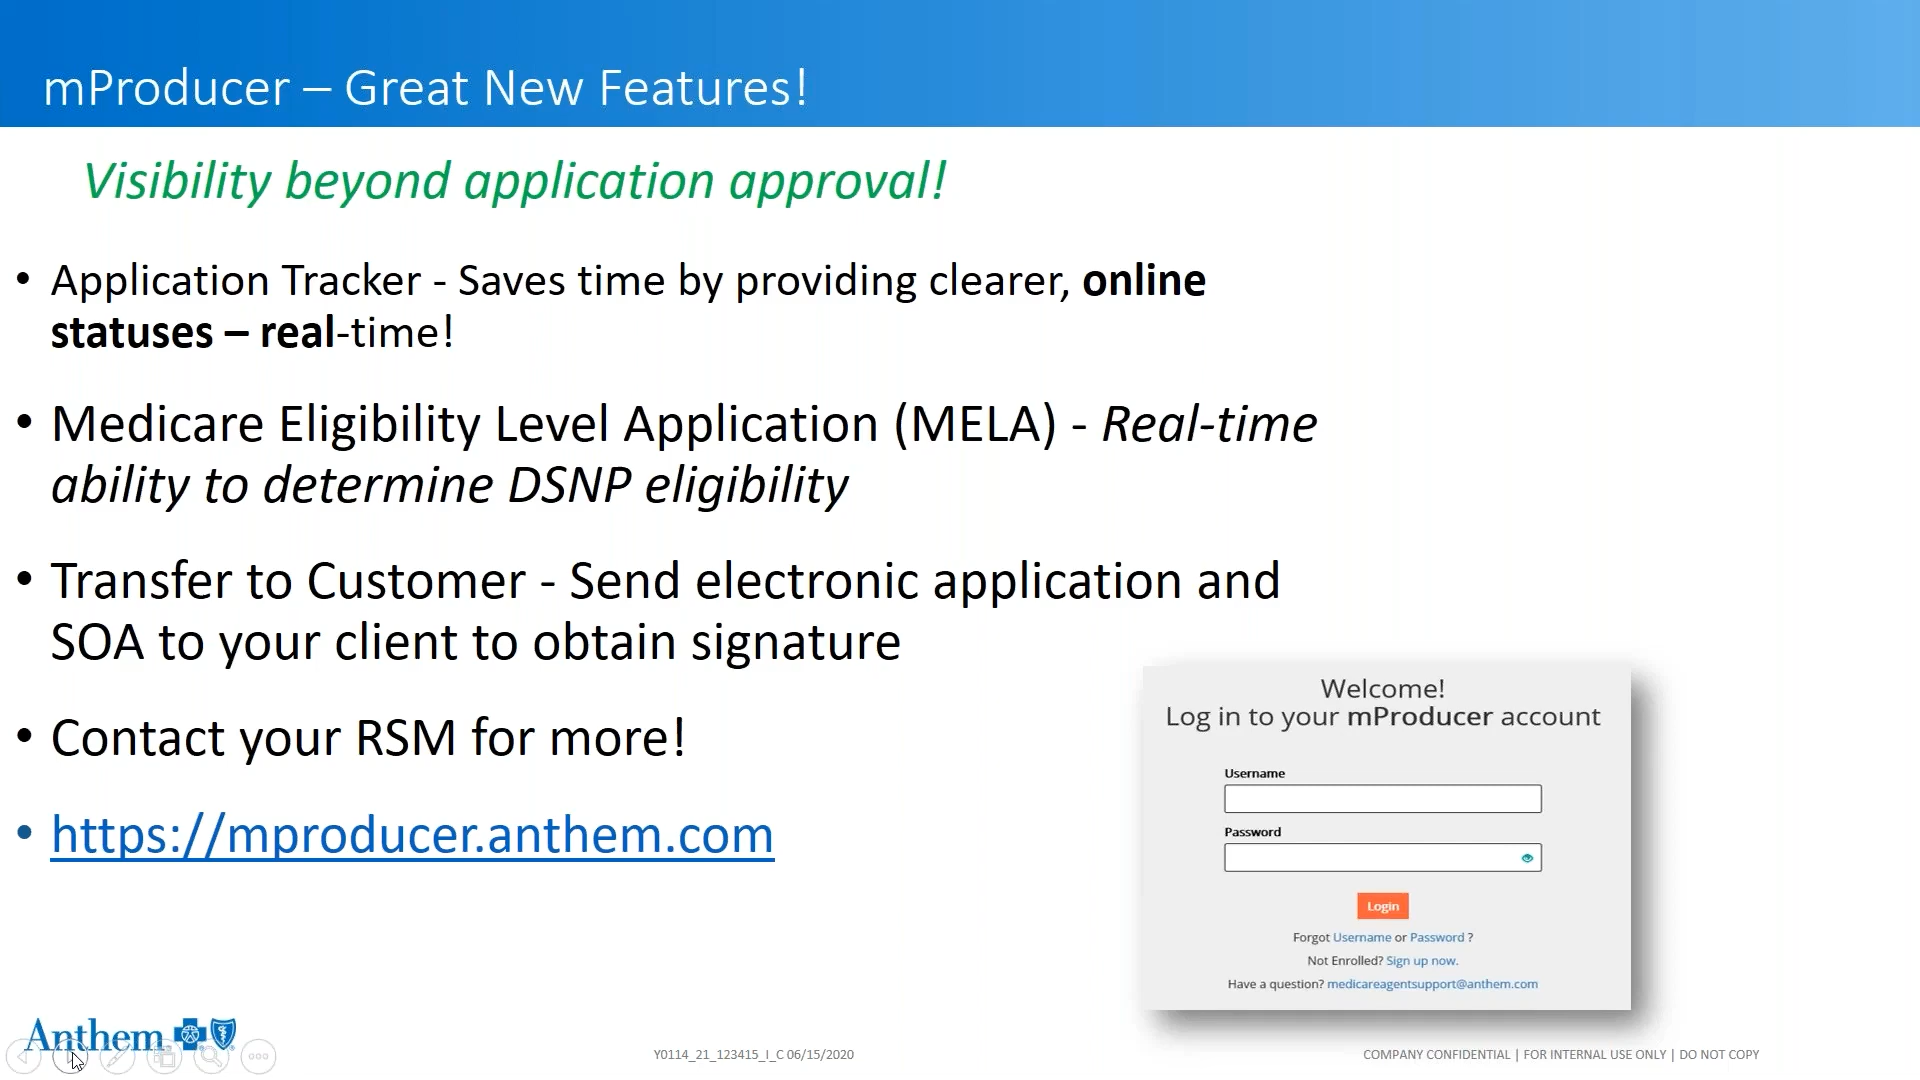 mProducer – Great New Features!
Visibility beyond application approval!
• Application Tracker - Saves time by providing clearer, online
statuses – real-time!
• Medicare Eligibility Level Application (MELA) - Real-time
ability to determine DSNP eligibility
• Transfer to Customer - Send electronic application and
SOA to your client to obtain signature
• Contact your RSM for more!
• https://mproducer.anthem.com
Welcome!
Log in to your mProducer account
Username
Password
Login
Forgot Username or Password ?
Not Enrolled? Sign up now.
Have a question? medicareagentsupport@anthem.com
Anthem
Y0114_21_123415_I_C 06/15/2020
COMPANY CONFIDENTIAL | FOR INTERNAL USE ONLY | DO NOT COPY